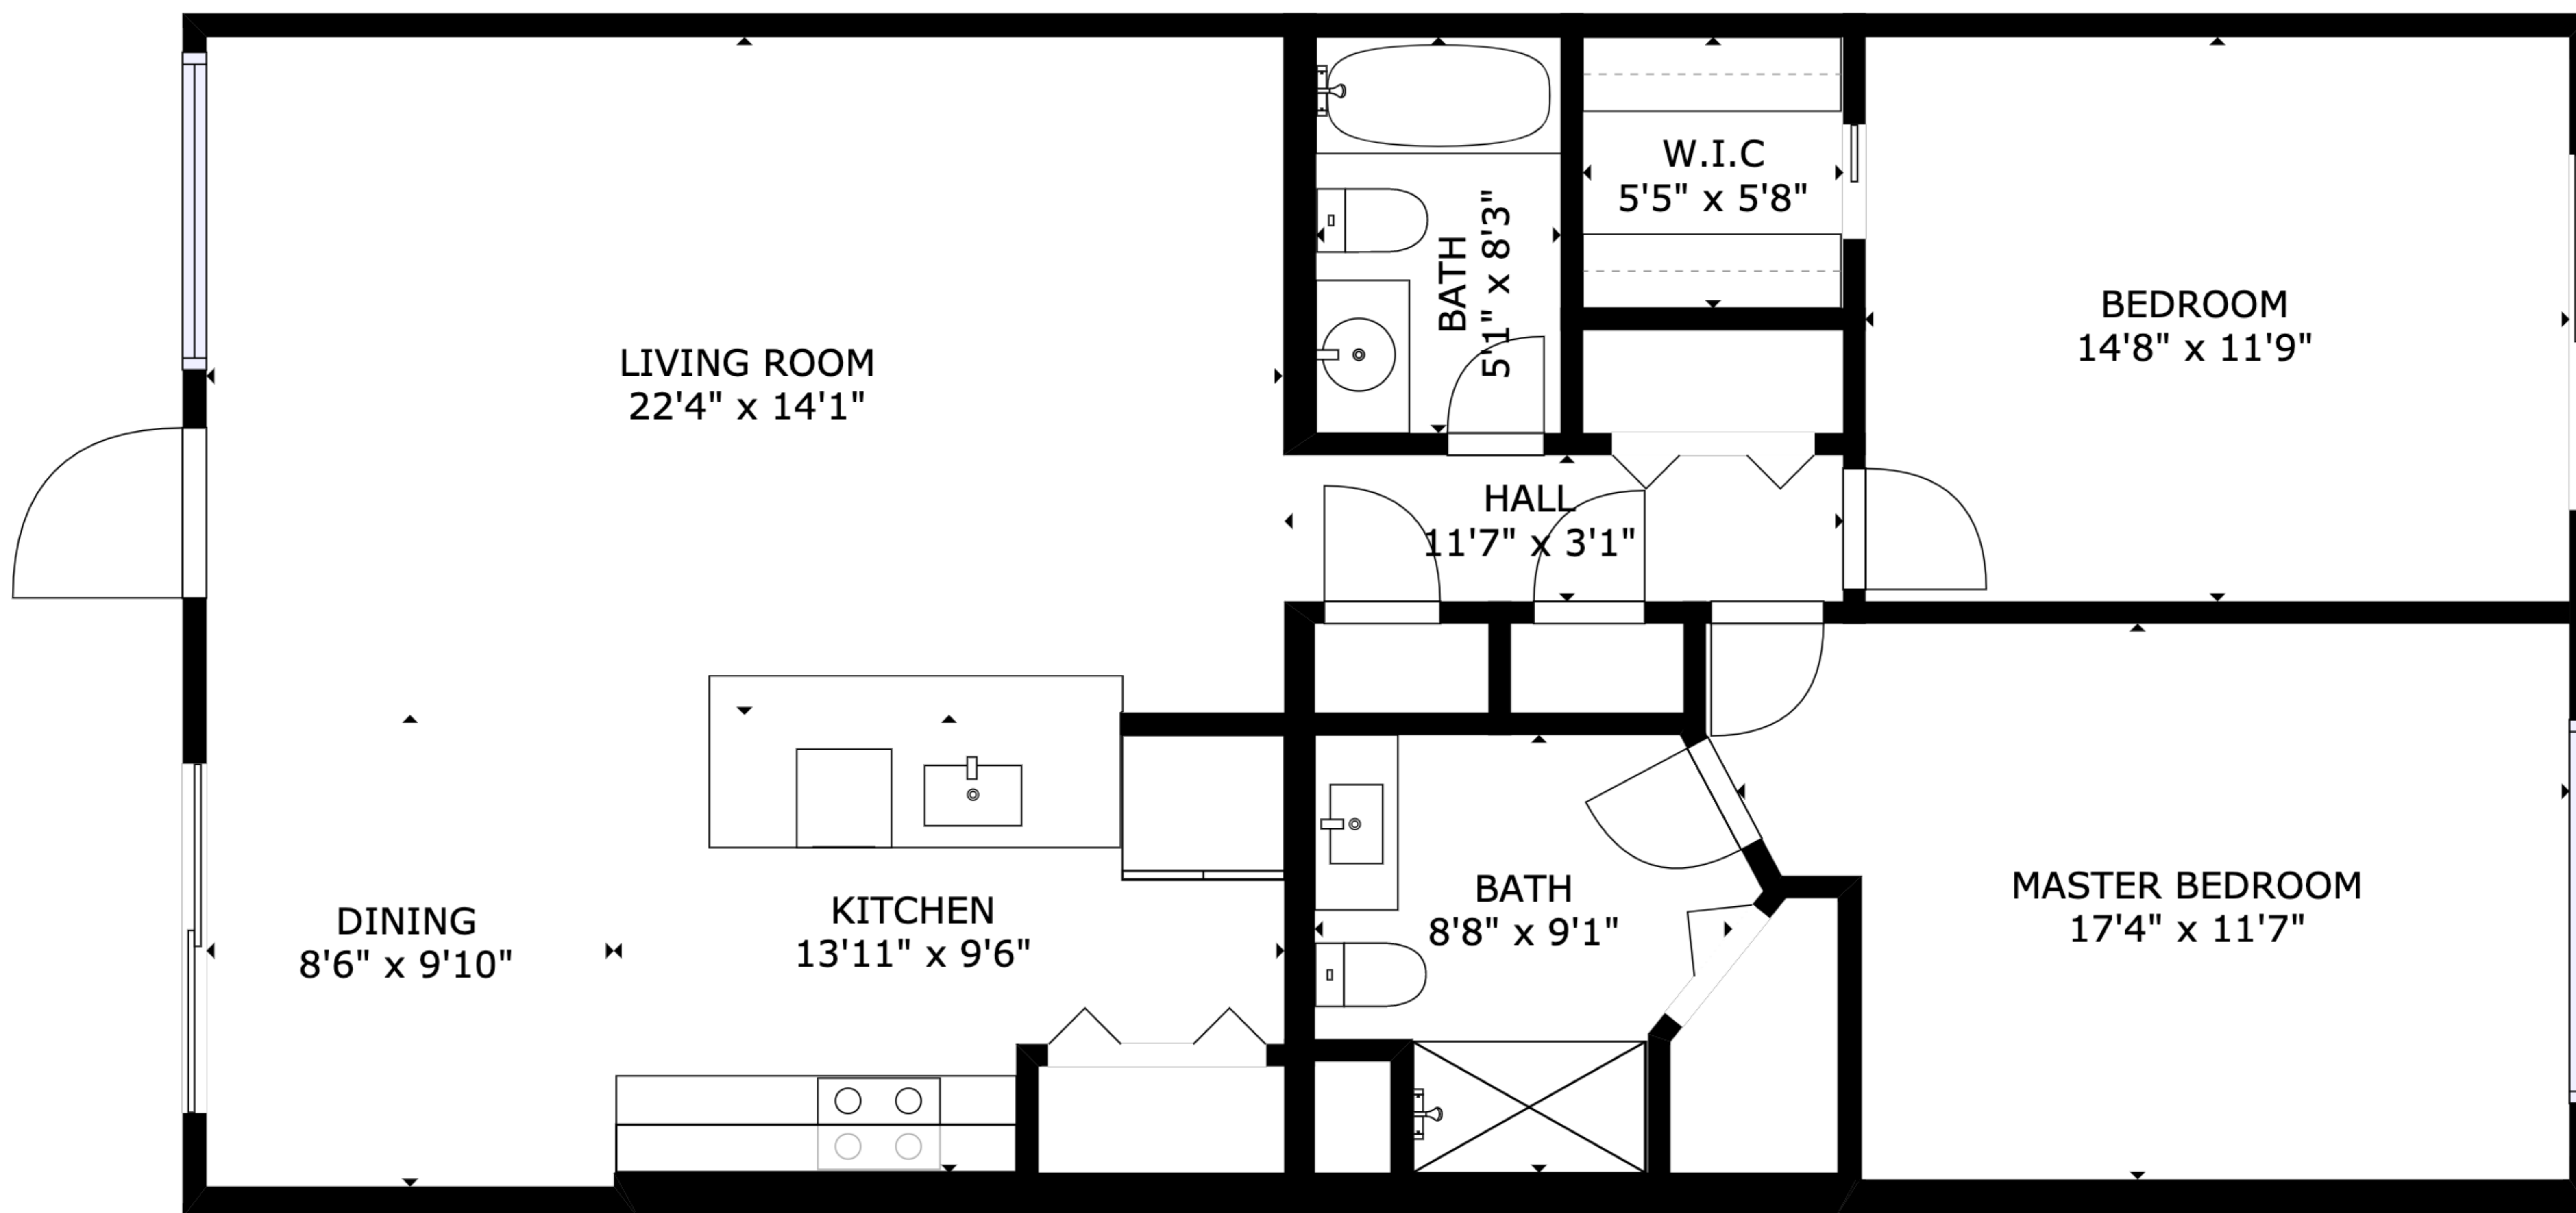 LIVING ROOM
22'4" x 14'1"
BATH
5'1" x 8'3"
W.I.C
5'5" x 5'8"
BEDROOM
14'8" x 11'9"
HALL
11'7" x 3'1"
DINING
8'6" x 9'10"
KITCHEN
13'11" x 9'6"
BATH
8'8" x 9'1"
MASTER BEDROOM
17'4" x 11'7"